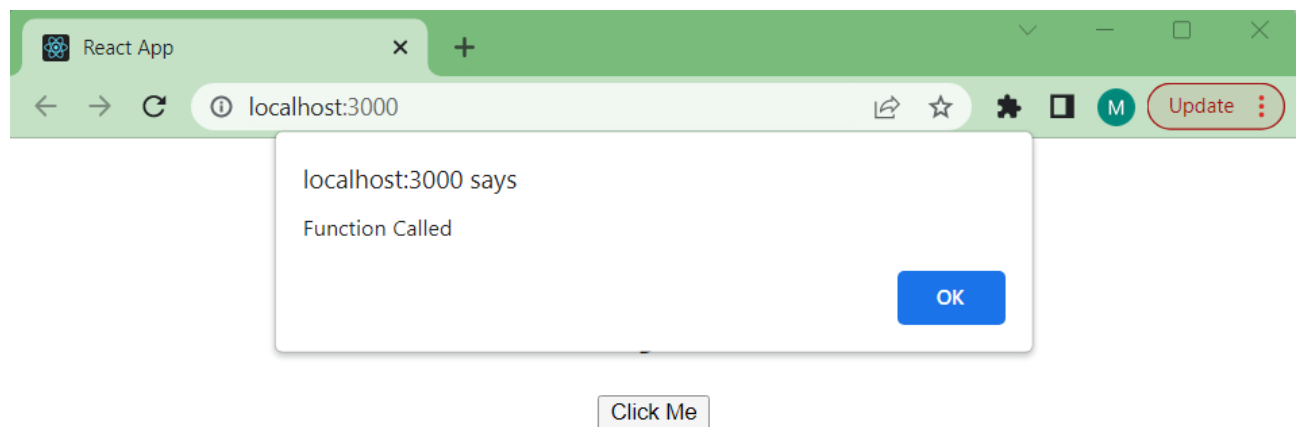 React App
localhost:3000
M
Update
localhost:3000 says
Function Called
OK
Click Me